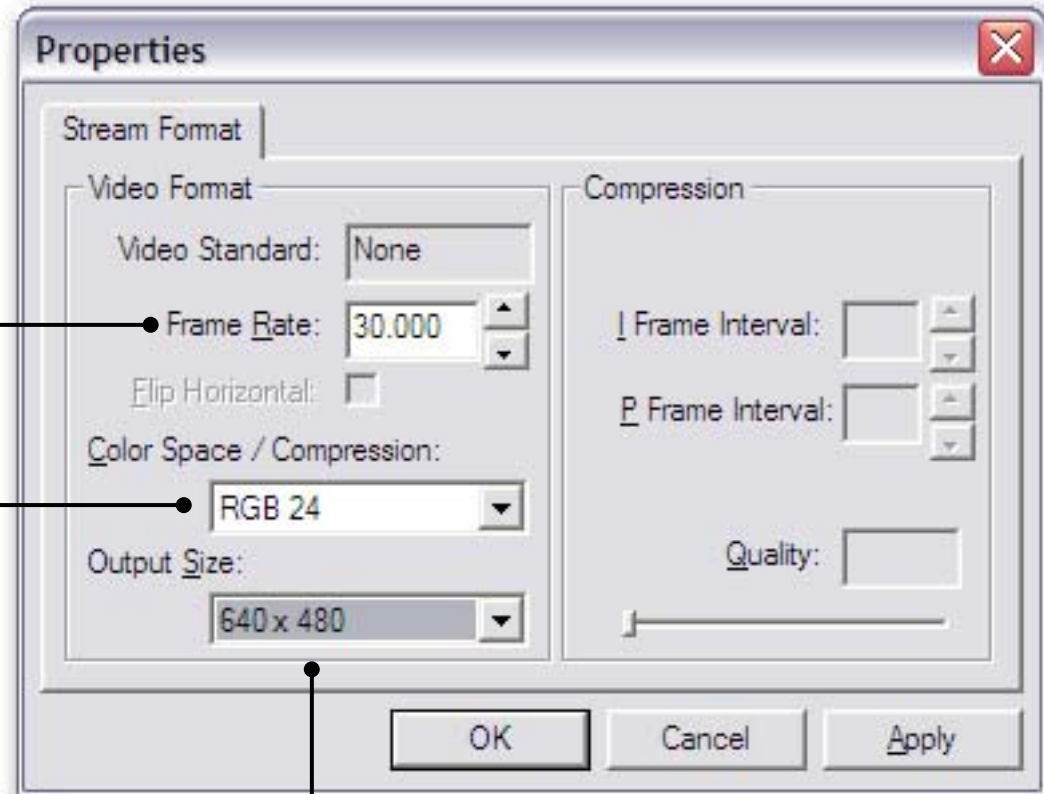 Properties
Stream Format
Video Format
Video Standard: None
Frame Rate: 30.000
Flip Horizontal:
Color Space / Compression:
RGB 24
Output Size:
640 x 480
Compression
I Frame Interval:
P Frame Interval:
Quality:
OK Cancel Apply